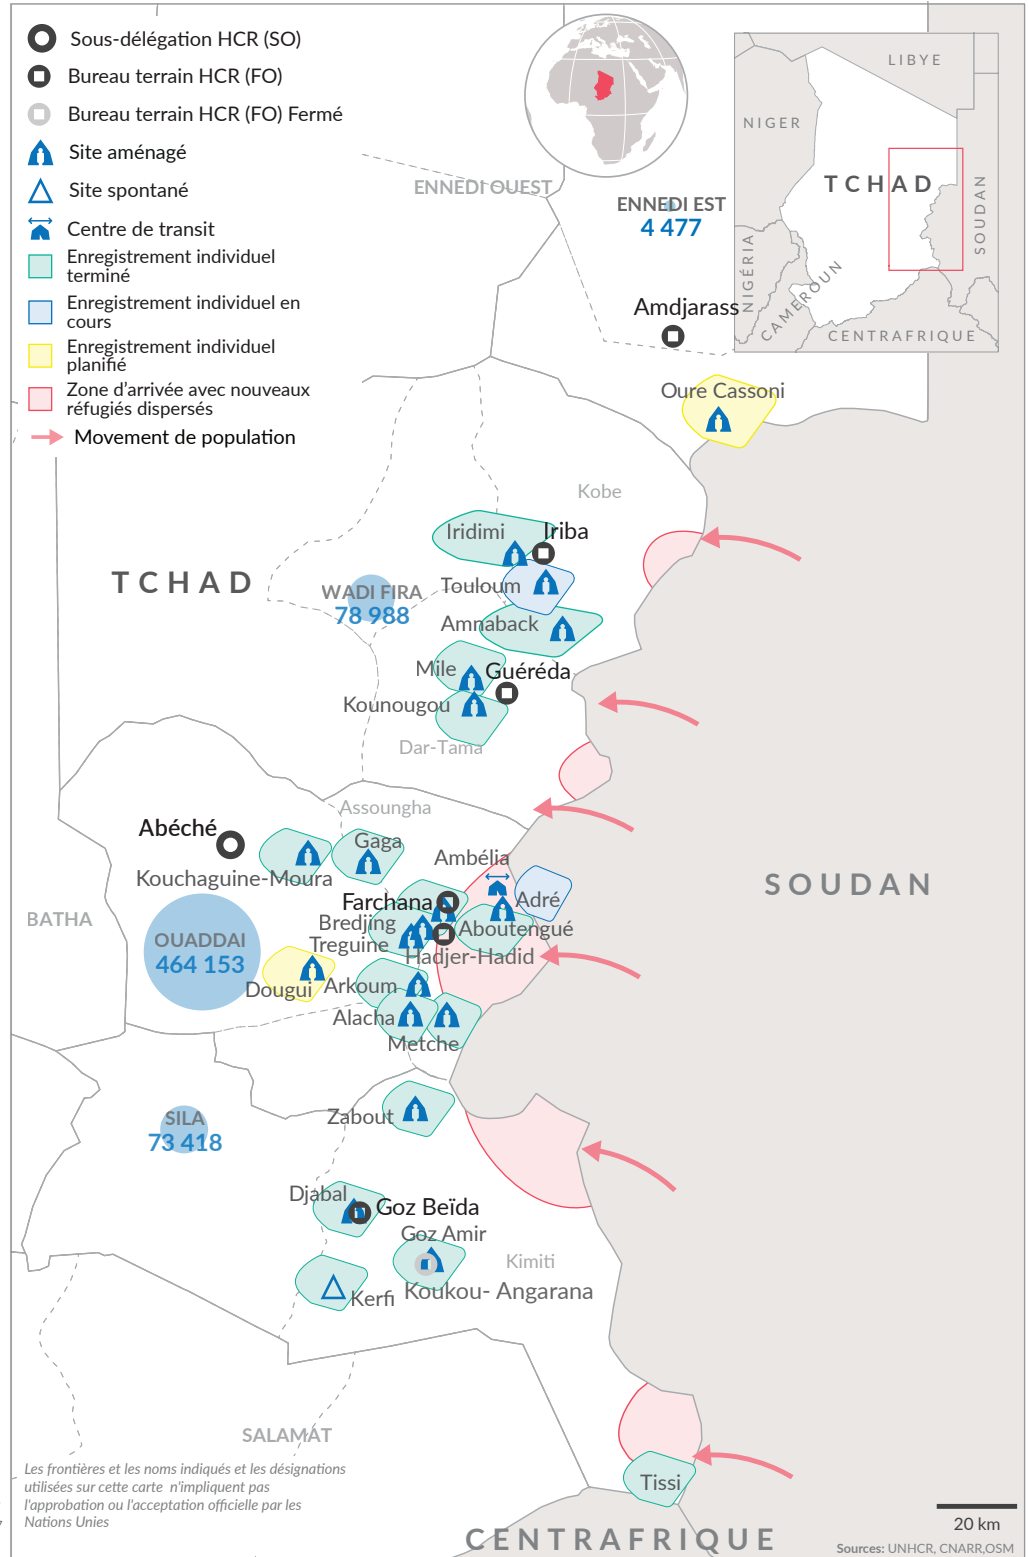 Sous-délégation HCR (SO)
Bureau terrain HCR (FO)
Bureau terrain HCR (FO) Fermé
Site aménagé
Site spontané
Centre de transit
Enregistrement individuel
terminé
Enregistrement individuel en
cours
Enregistrement individuel
planifié
Zone d'arrivée avec nouveaux
réfugiés dispersés
Movement de population
LIBYE
NIGER
TCHAD
SOUDAN
NIGÉRIA
CAMEROUN
CENTRAFRIQUE
ENNEDI OUEST
ENNEDI EST
4 477
Amdjarass
Oure Cassoni
Kobe
Iridimi
Iriba
TCHAD
WADI FIRA
78 988
Touloum
Amnaback
Mile
Guéréda
Kounougou
Dar-Tama
Assoungha
Abéché
Gaga
Ambélia
Kouchaguine-Moura
Farchana
Adré
SOUDAN
BATHA
Bredjing
Aboutengué
Treguine
Hadjer-Hadid
OUADDAI
464 153
Dougui
Arkoum
Alacha
Metche
Zabout
SILA
73 418
Djabal
Goz Beïda
Goz Amir
Kimiti
Koukou- Angarana
Kerfi
SALAMAT
Tissi
Les frontières et les noms indiqués et les désignations
utilisées sur cette carte n'impliquent pas
l'approbation ou l'acceptation officielle par les
Nations Unies
CENTRAFRIQUE
20 km
Sources: UNHCR, CNARR,OSM